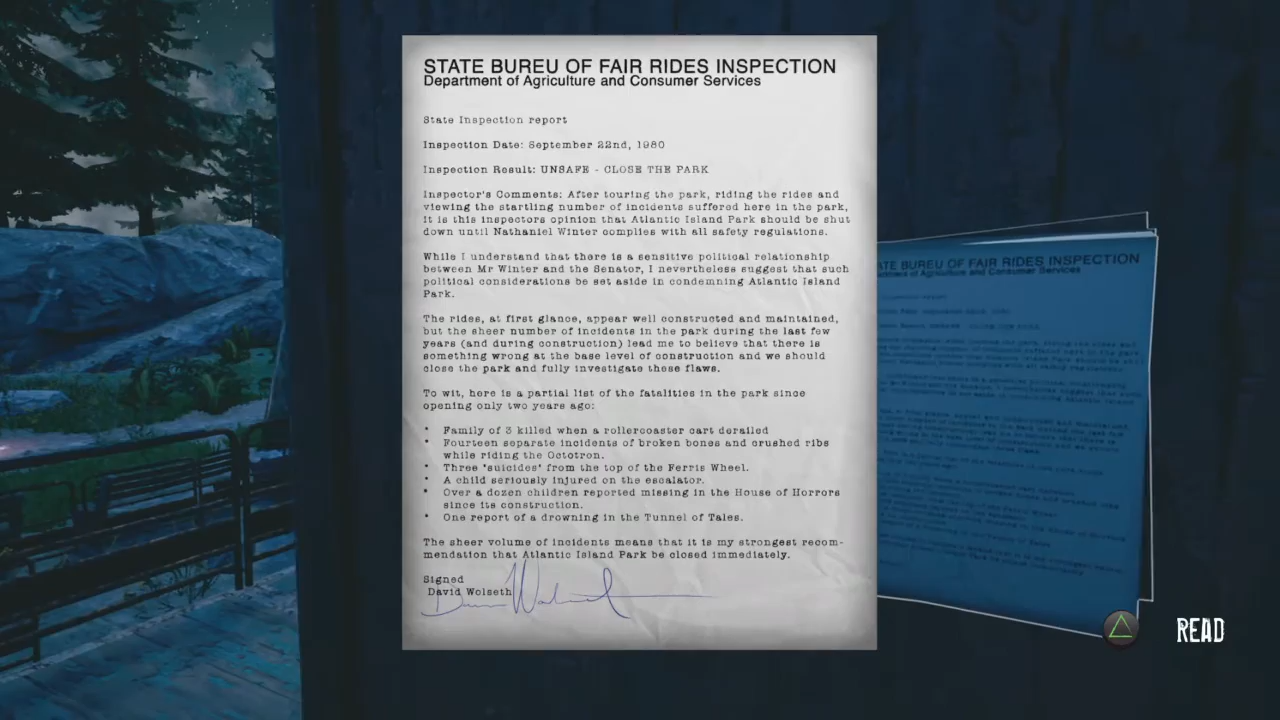 STATE BUREU OF FAIR RIDES INSPECTION
Department of Agriculture and Consumer Services
State Inspection report
Inspection Date: September 22nd, 1980
Inspection Result: UNSAFE - CLOSE THE PARK
Inspector's Comments: After touring the park, riding the rides and
viewing the startling number of incidents suffered here in the park,
it is this inspectors opinion that Atlantic Island Park should be shut
down until Nathaniel Winter complies with all safety regulations.
While I understand that there is a sensitive political relationship
between Mr Winter and the Senator, I nevertheless suggest that such
political considerations be set aside in condemning Atlantic Island
Park.
The rides, at first glance, appear well constructed and maintained,
but the sheer number of incidents in the park during the last few
years (and during construction) lead me to believe that there is
something wrong at the base level of construction and we should
close the park and fully investigate these flaws.
To wit, here is a partial list of the fatalities in the park since
opening only two years ago:
* Family of 3 killed when a rollercoaster cart derailed
* Fourteen separate incidents of broken bones and crushed ribs
while riding the Octotron.
* Three "suicides" from the top of the Ferris Wheel.
* A child seriously injured on the escalator.
* Over a dozen children reported missing in the House of Horrors
since its construction.
* One report of a drowning in the Tunnel of Tales.
The sheer volume of incidents means that it is my strongest recom-
mendation that Atlantic Island Park be closed immediately.
Signed
David Wolseth
ATE BUREU OF FAIR RIDES INSPECTION
of Agriculture and Consumer Services
READ